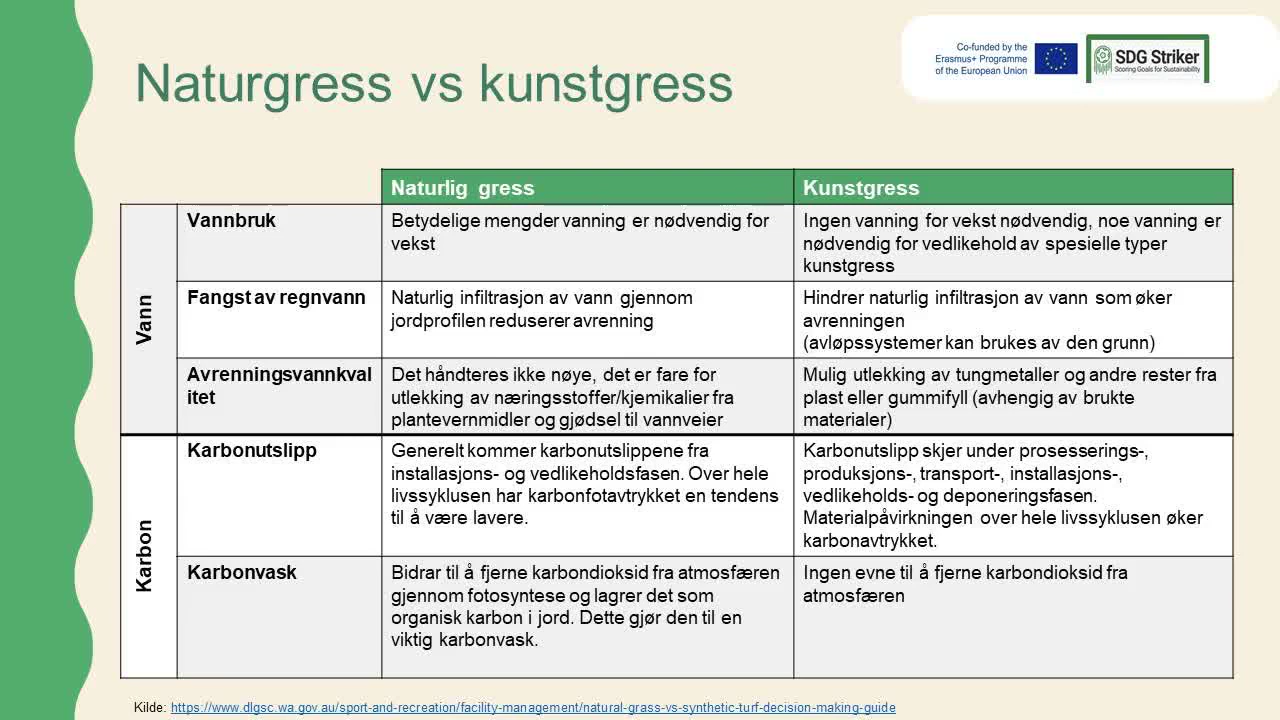 Naturgress vs kunstgress
Co-funded by the
Erasmus+ Programme
of the European Union
SDG Striker
Scoring Goals for Sustainability
Naturlig gress
Kunstgress
Vann
Vannbruk
Betydelige mengder vanning er nødvendig for
vekst
Ingen vanning for vekst nødvendig, noe vanning er
nødvendig for vedlikehold av spesielle typer
kunstgress
Fangst av regnvann
Naturlig infiltrasjon av vann gjennom
jordprofilen reduserer avrenning
Hindrer naturlig infiltrasjon av vann som øker
avrenningen
(avløpssystemer kan brukes av den grunn)
Avrenningsvannkval
itet
Det håndteres ikke nøye, det er fare for
utlekking av næringsstoffer/kjemikalier fra
plantevernmidler og gjødsel til vannveier
Mulig utlekking av tungmetaller og andre rester fra
plast eller gummifyll (avhengig av brukte
materialer)
Karbon
Karbonutslipp
Generelt kommer karbonutslippene fra
installasjons- og vedlikeholdsfasen. Over hele
livssyklusen har karbonfotavtrykket en tendens
til å være lavere.
Karbonutslipp skjer under prosesserings-,
produksjons-, transport-, installasjons-,
vedlikeholds- og deponeringsfasen.
Materialpåvirkningen over hele livssyklusen øker
karbonavtrykket.
Karbonvask
Bidrar til å fjerne karbondioksid fra atmosfæren
gjennom fotosyntese og lagrer det som
organisk karbon i jord. Dette gjør den til en
viktig karbonvask.
Ingen evne til å fjerne karbondioksid fra
atmosfæren
Kilde: https://www.dlgsc.wa.gov.au/sport-and-recreation/facility-management/natural-grass-vs-synthetic-turf-decision-making-guide